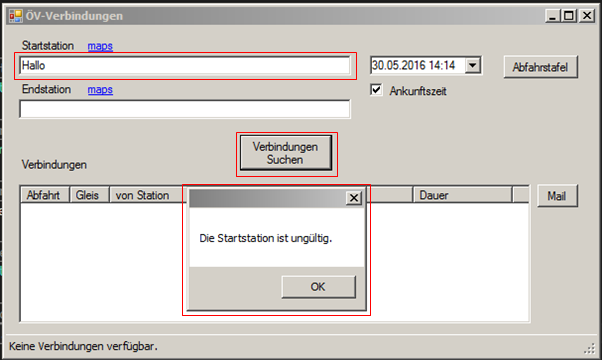 ÖV-Verbindungen
Startstation maps
Hallo
30.05.2016 14:14
Abfahrstafel
Endstation maps
Ankunftszeit
Verbindungen
Suchen
Verbindungen
Abfahrt Gleis von Station Dauer
Mail
Die Startstation ist ungültig.
OK
Keine Verbindungen verfügbar.